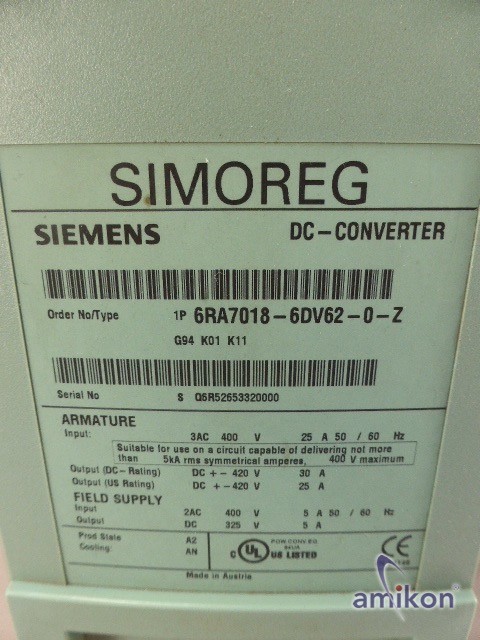 SIMOREG
SIEMENS DC-CONVERTER
Order No/Type 1P 6RA7018-6DV62-0-Z
G94 K01 K11
Serial No S Q6R52653320000
ARMATURE
Input: 3AC 400 V 25 A 50 / 60 Hz
Suitable for use on a circuit capable of delivering not more
than 5kA rms symmetrical amperes, 400 V maximum
Output (DC-Rating) DC +-420 V 30 A
Output (US Rating) DC +-420 V 25 A
FIELD SUPPLY
Input 2AC 400 V 5 A 50 / 60 Hz
Output DC 325 V 5 A
Prod State A2
Cooling: AN
POW.CONV.EQ.
C UL US LISTED
CE
Made in Austria
amikon